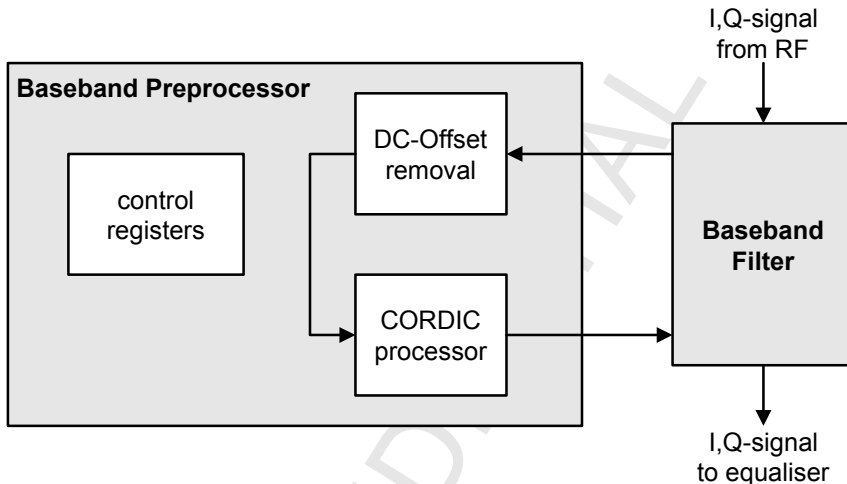 I,Q-signal
from RF
Baseband Preprocessor
DC-Offset
removal
control
registers
Baseband
Filter
CORDIC
processor
I,Q-signal
to equaliser